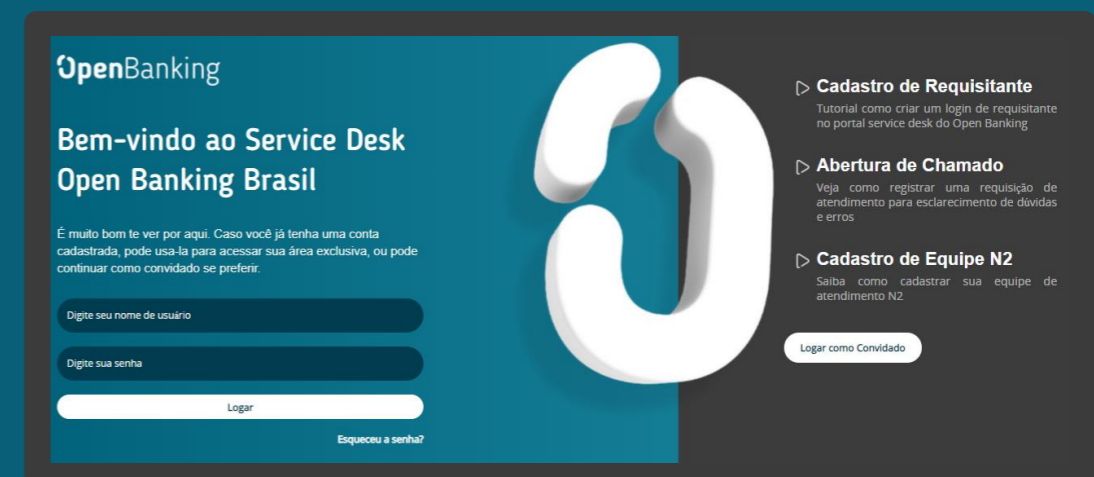 OpenBanking
Bem-vindo ao Service Desk
Open Banking Brasil
É muito bom te ver por aqui. Caso você já tenha uma conta
cadastrada, pode usa-la para acessar sua área exclusiva, ou pode
continuar como convidado se preferir.
Digite seu nome de usuário
Digite sua senha
Logar
Esqueceu a senha?
Cadastro de Requisitante
Tutorial como criar um login de requisitante
no portal service desk do Open Banking
Abertura de Chamado
Veja como registrar uma requisição de
atendimento para esclarecimento de dúvidas
e erros
Cadastro de Equipe N2
Saiba como cadastrar sua equipe de
atendimento N2
Logar como Convidado